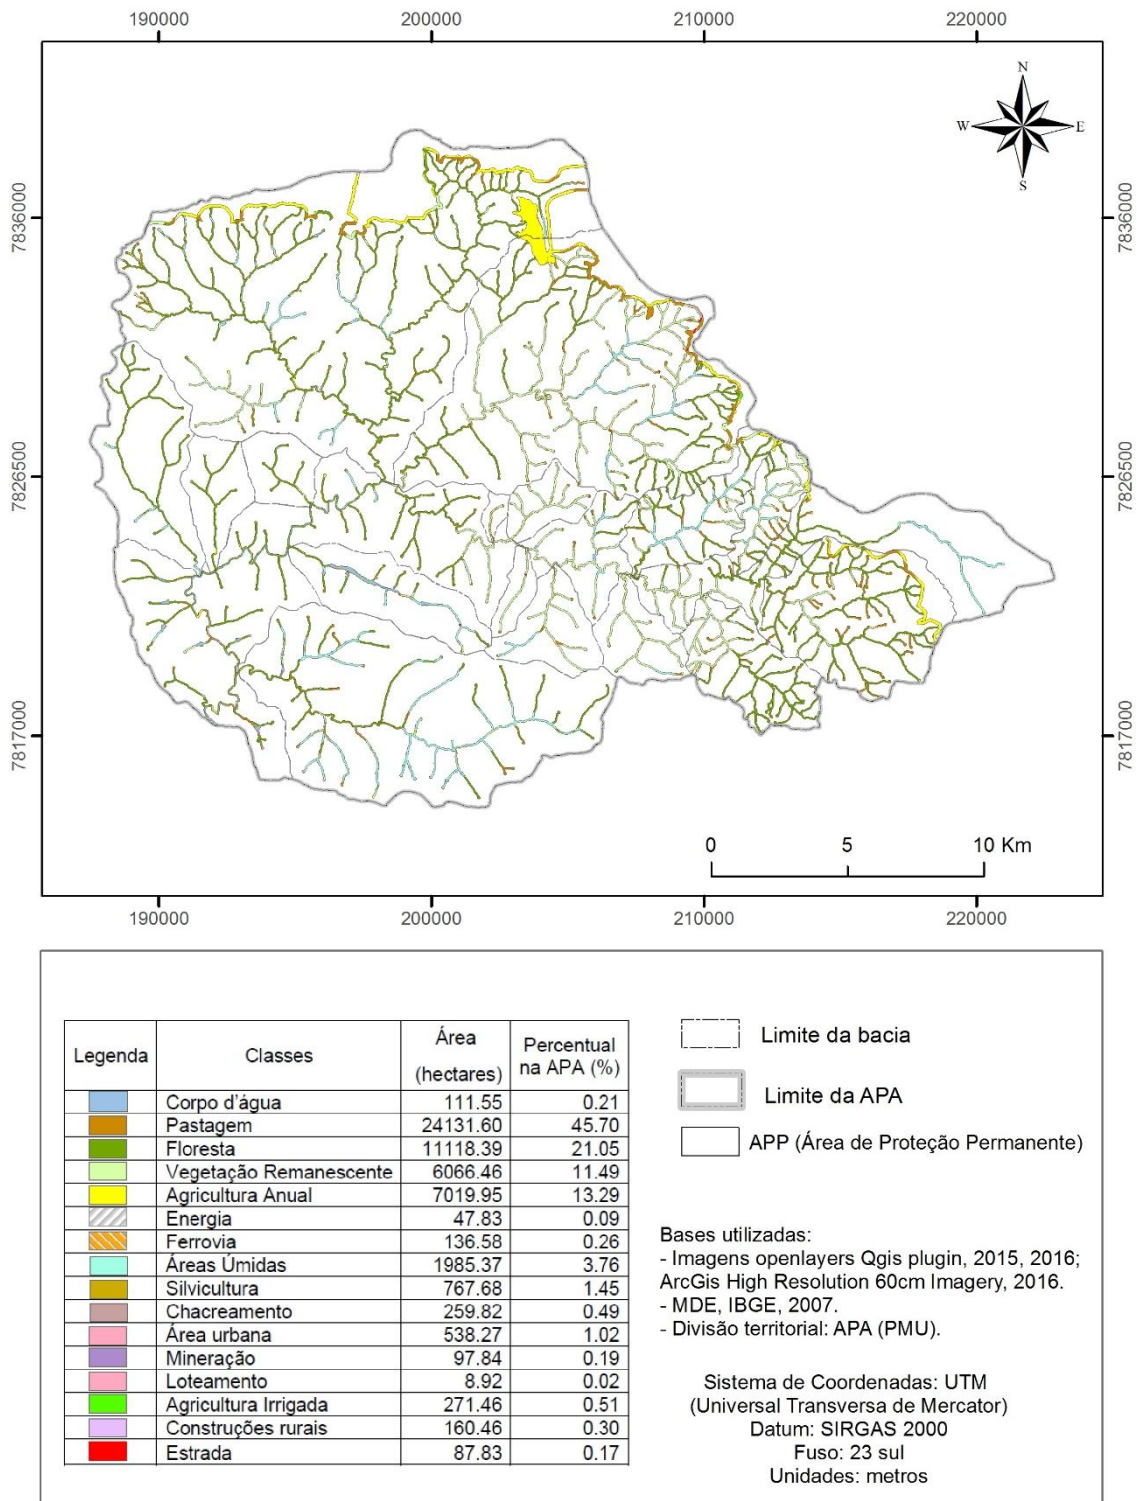 190000 200000 210000 220000
N
W E
S
7836000 7836000
7826500 7826500
7817000 7817000
0 5 10 Km
190000 200000 210000 220000
Legenda Classes Área (hectares) Percentual na APA (%)
Corpo d'água 111.55 0.21
Pastagem 24131.60 45.70
Floresta 11118.39 21.05
Vegetação Remanescente 6066.46 11.49
Agricultura Anual 7019.95 13.29
Energia 47.83 0.09
Ferrovia 136.58 0.26
Áreas Úmidas 1985.37 3.76
Silvicultura 767.68 1.45
Chacreamento 259.82 0.49
Área urbana 538.27 1.02
Mineração 97.84 0.19
Loteamento 8.92 0.02
Agricultura Irrigada 271.46 0.51
Construções rurais 160.46 0.30
Estrada 87.83 0.17
Limite da bacia
Limite da APA
APP (Área de Proteção Permanente)
Bases utilizadas:
- Imagens openlayers Qgis plugin, 2015, 2016;
ArcGis High Resolution 60cm Imagery, 2016.
- MDE, IBGE, 2007.
- Divisão territorial: APA (PMU).
Sistema de Coordenadas: UTM
(Universal Transversa de Mercator)
Datum: SIRGAS 2000
Fuso: 23 sul
Unidades: metros